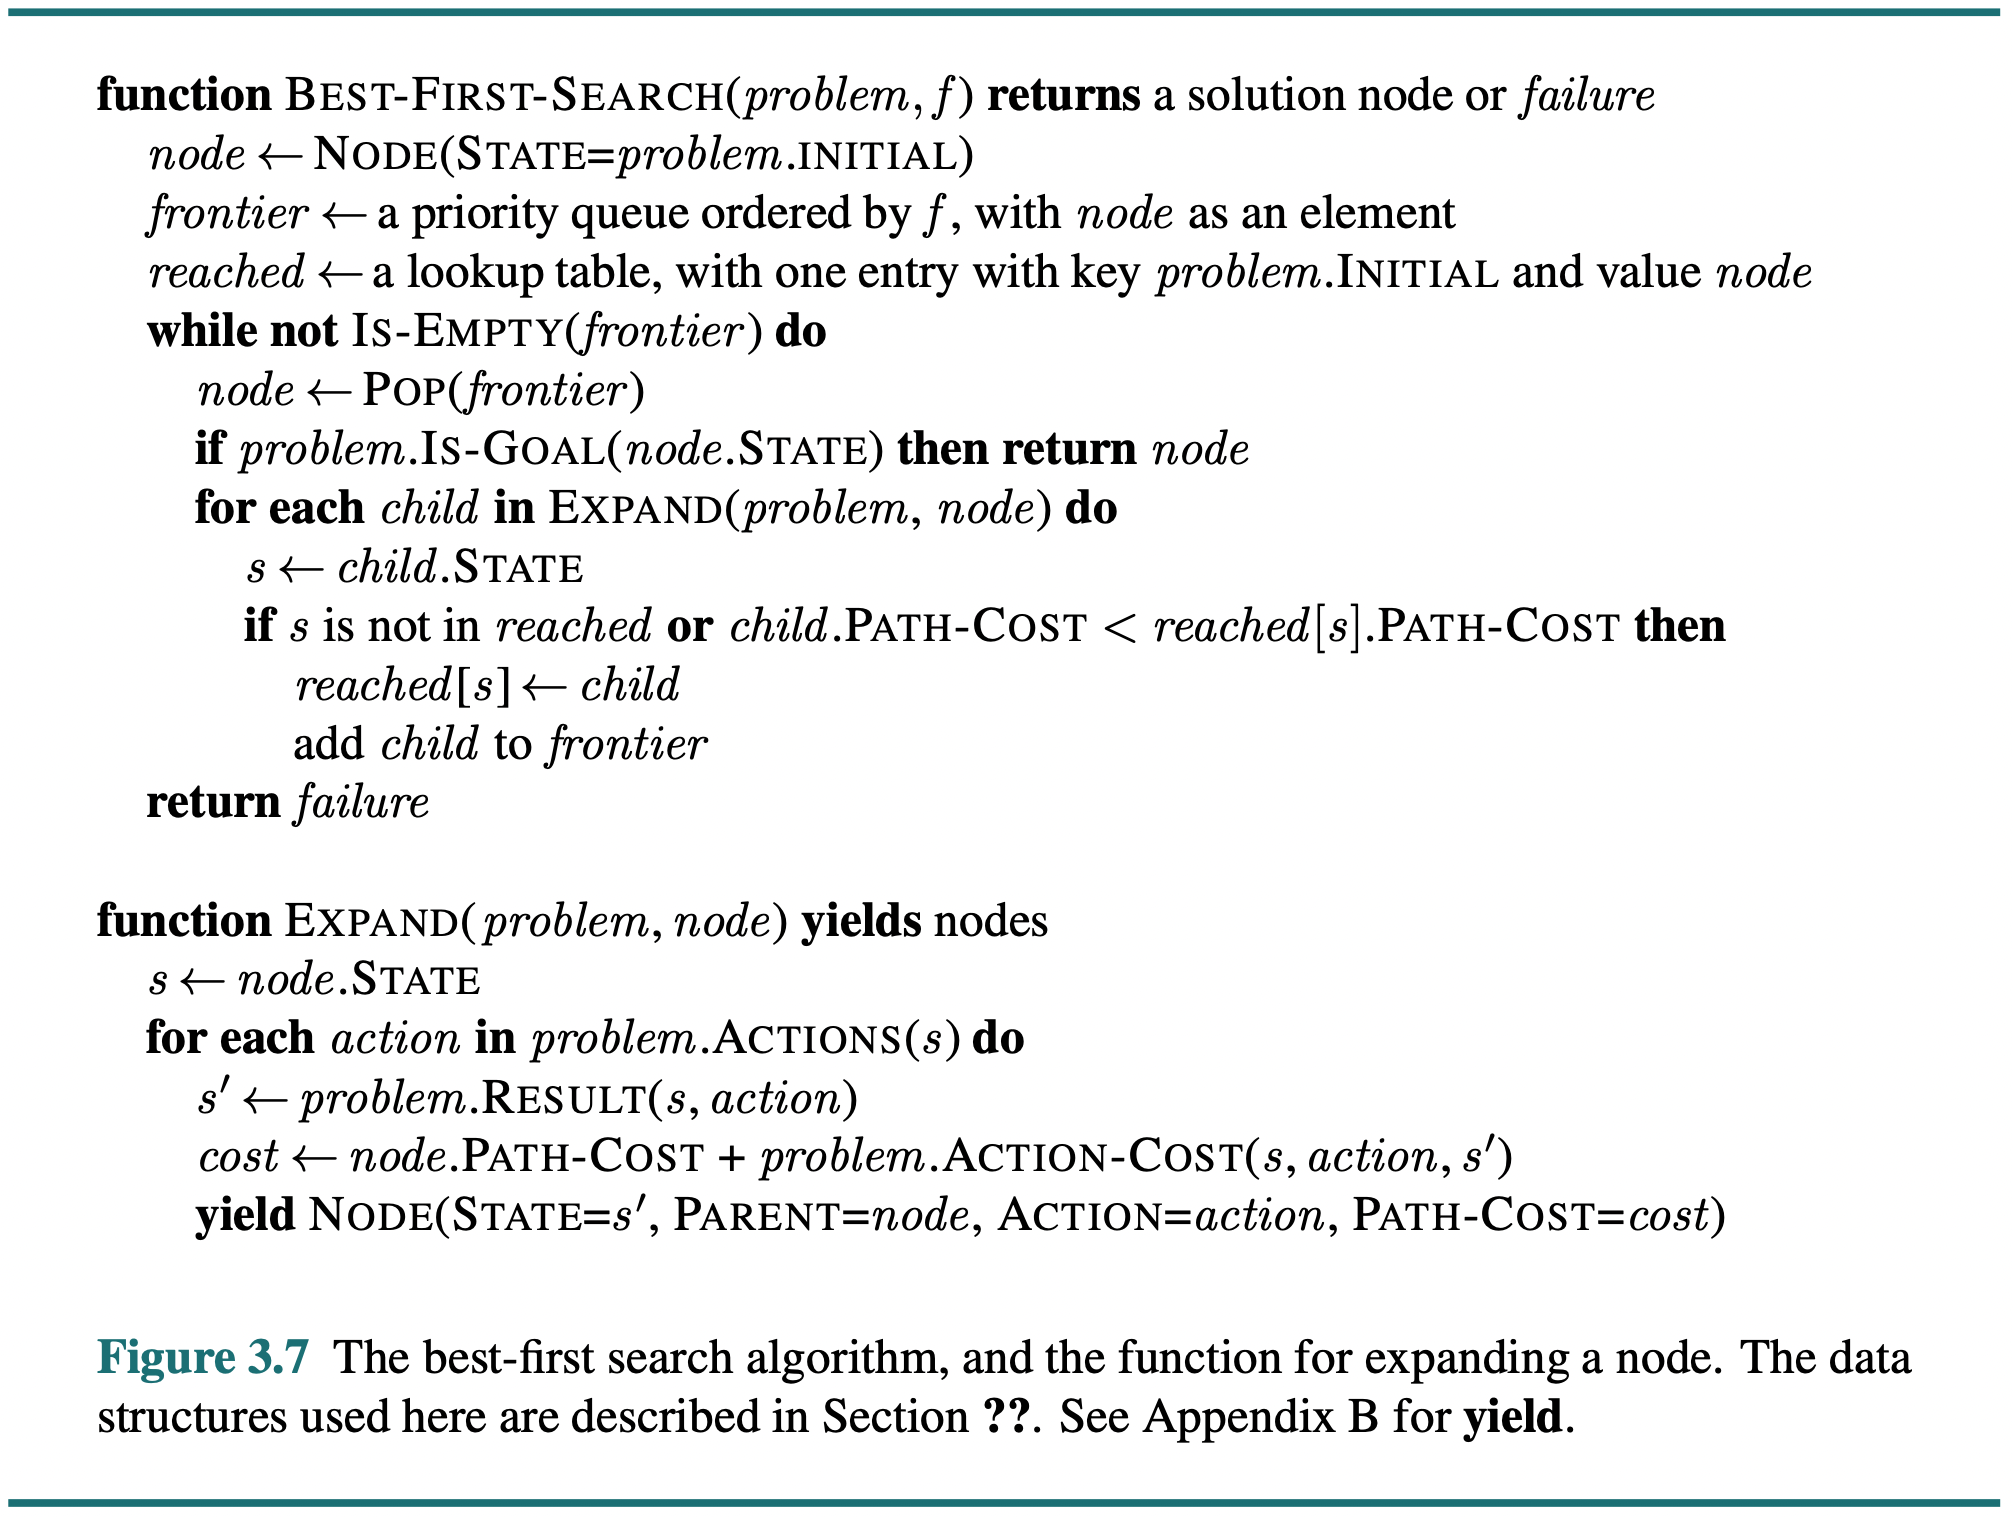 function BEST-FIRST-SEARCH(problem, f) returns a solution node or failure
node ← NODE(STATE=problem.INITIAL)
frontier ← a priority queue ordered by f, with node as an element
reached ← a lookup table, with one entry with key problem.INITIAL and value node
while not IS-EMPTY(frontier) do
node ← POP(frontier)
if problem.IS-GOAL(node.STATE) then return node
for each child in EXPAND(problem, node) do
s ← child.STATE
if s is not in reached or child.PATH-COST < reached[s].PATH-COST then
reached[s] ← child
add child to frontier
return failure
function EXPAND(problem, node) yields nodes
s ← node.STATE
for each action in problem.ACTIONS(s) do
s′ ← problem.RESULT(s, action)
cost ← node.PATH-COST + problem.ACTION-COST(s, action, s′)
yield NODE(STATE=s′, PARENT=node, ACTION=action, PATH-COST=cost)
Figure 3.7 The best-first search algorithm, and the function for expanding a node. The data
structures used here are described in Section ??. See Appendix B for yield.